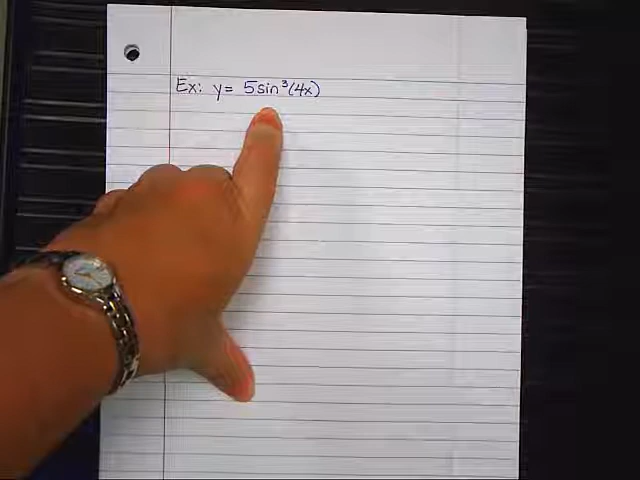 Ex: y = 5sin³(4x)